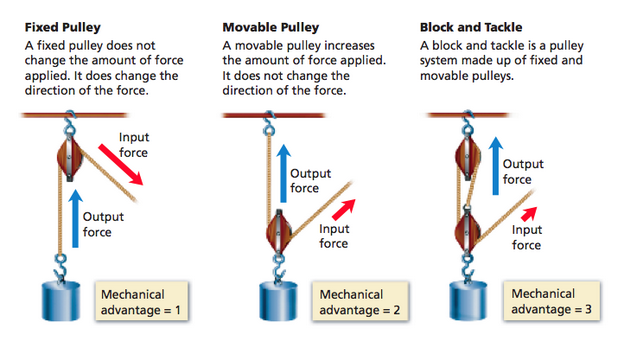 Fixed Pulley
A fixed pulley does not
change the amount of force
applied. It does change the
direction of the force.
Movable Pulley
A movable pulley increases
the amount of force applied.
It does not change the
direction of the force.
Block and Tackle
A block and tackle is a pulley
system made up of fixed and
movable pulleys.
Input
force
Output
force
Mechanical
advantage = 1
Output
force
Input
force
Mechanical
advantage = 2
Output
force
Input
force
Mechanical
advantage = 3